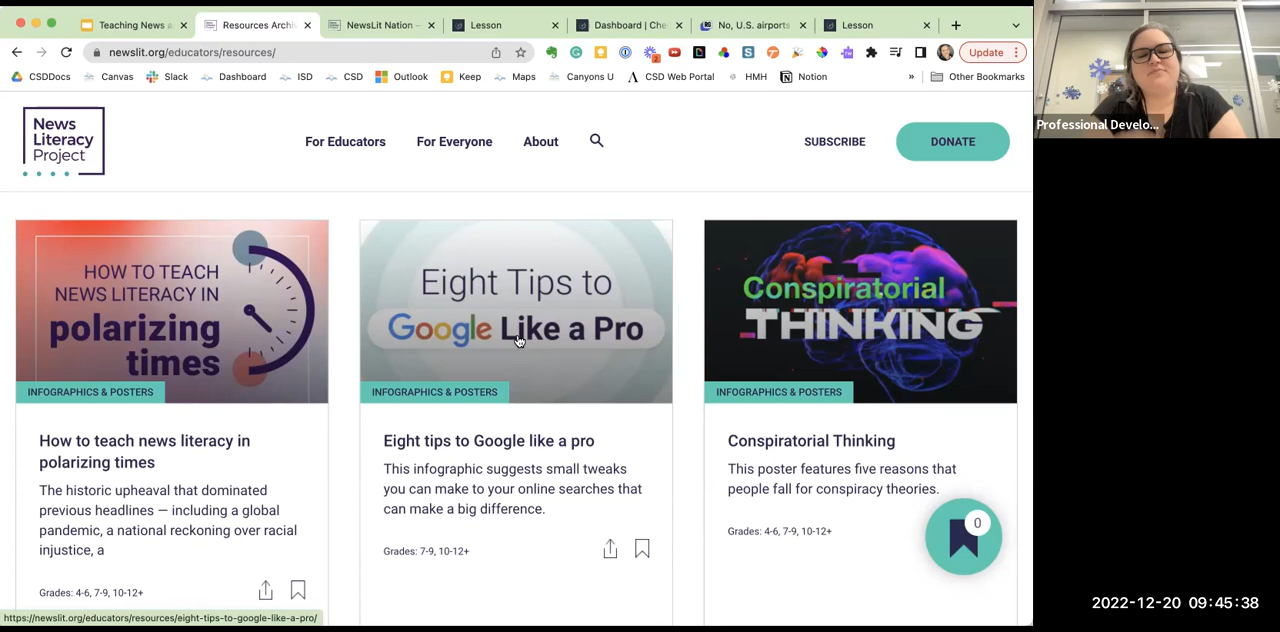 Teaching News a
Resources Archi
NewsLit Nation –
Lesson
Dashboard | Che
No, U.S. airports
Lesson
newslit.org/educators/resources/
Update
CSDDocs
Canvas
Slack
Dashboard
ISD
CSD
Outlook
Keep
Maps
Canyons U
CSD Web Portal
HMH
Notion
»
Other Bookmarks
News
Literacy
Project
For Educators
For Everyone
About
SUBSCRIBE
DONATE
HOW TO TEACH
NEWS LITERACY IN
polarizing
times
INFOGRAPHICS & POSTERS
How to teach news literacy in
polarizing times
The historic upheaval that dominated
previous headlines — including a global
pandemic, a national reckoning over racial
injustice, a
Grades: 4-6, 7-9, 10-12+
Eight Tips to
Google Like a Pro
INFOGRAPHICS & POSTERS
Eight tips to Google like a pro
This infographic suggests small tweaks
you can make to your online searches that
can make a big difference.
Grades: 7-9, 10-12+
Conspiratorial
THINKING
INFOGRAPHICS & POSTERS
Conspiratorial Thinking
This poster features five reasons that
people fall for conspiracy theories.
Grades: 4-6, 7-9, 10-12+
0
https://newslit.org/educators/resources/eight-tips-to-google-like-a-pro/
Professional Develo...
2022-12-20 09:45:38